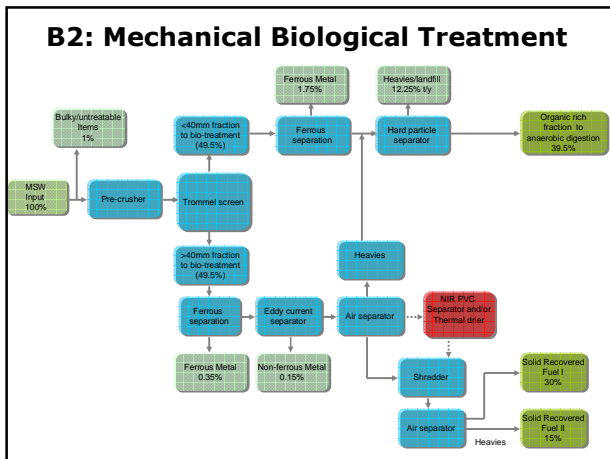 B2: Mechanical Biological Treatment
Ferrous Metal
1.75%
Heavies/landfill
12.25% t/y
Bulky/untreatable
Items
1%
<40mm fraction
to bio-treatment
(49.5%)
Ferrous
separation
Hard particle
separator
Organic rich
fraction to
anaerobic digestion
39.5%
MSW
Input
100%
Pre-crusher
Trommel screen
>40mm fraction
to bio-treatment
(49.5%)
Heavies
Ferrous
separation
Eddy current
separator
Air separator
NIR PVC
Separator and/or
Thermal drier
Ferrous Metal
0.35%
Non-ferrous Metal
0.15%
Shredder
Solid Recovered
Fuel I
30%
Air separator
Heavies
Solid Recovered
Fuel II
15%